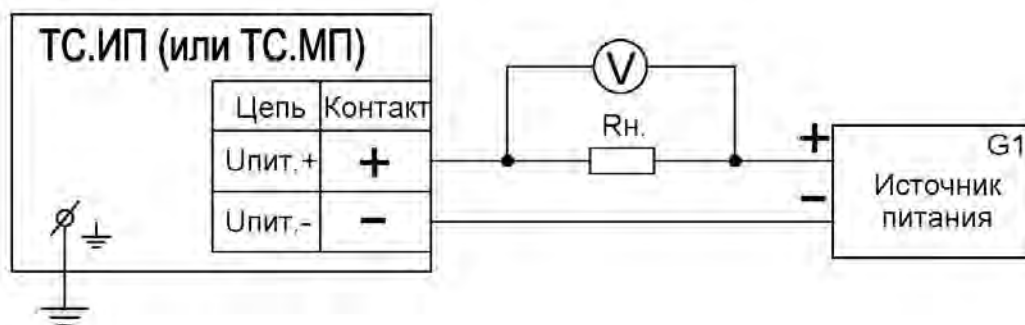 ТС.ИП (или ТС.МП)
Цепь Контакт
Uпит.+ +
Uпит.- -
V
Rн.
+
-
G1
Источник
питания